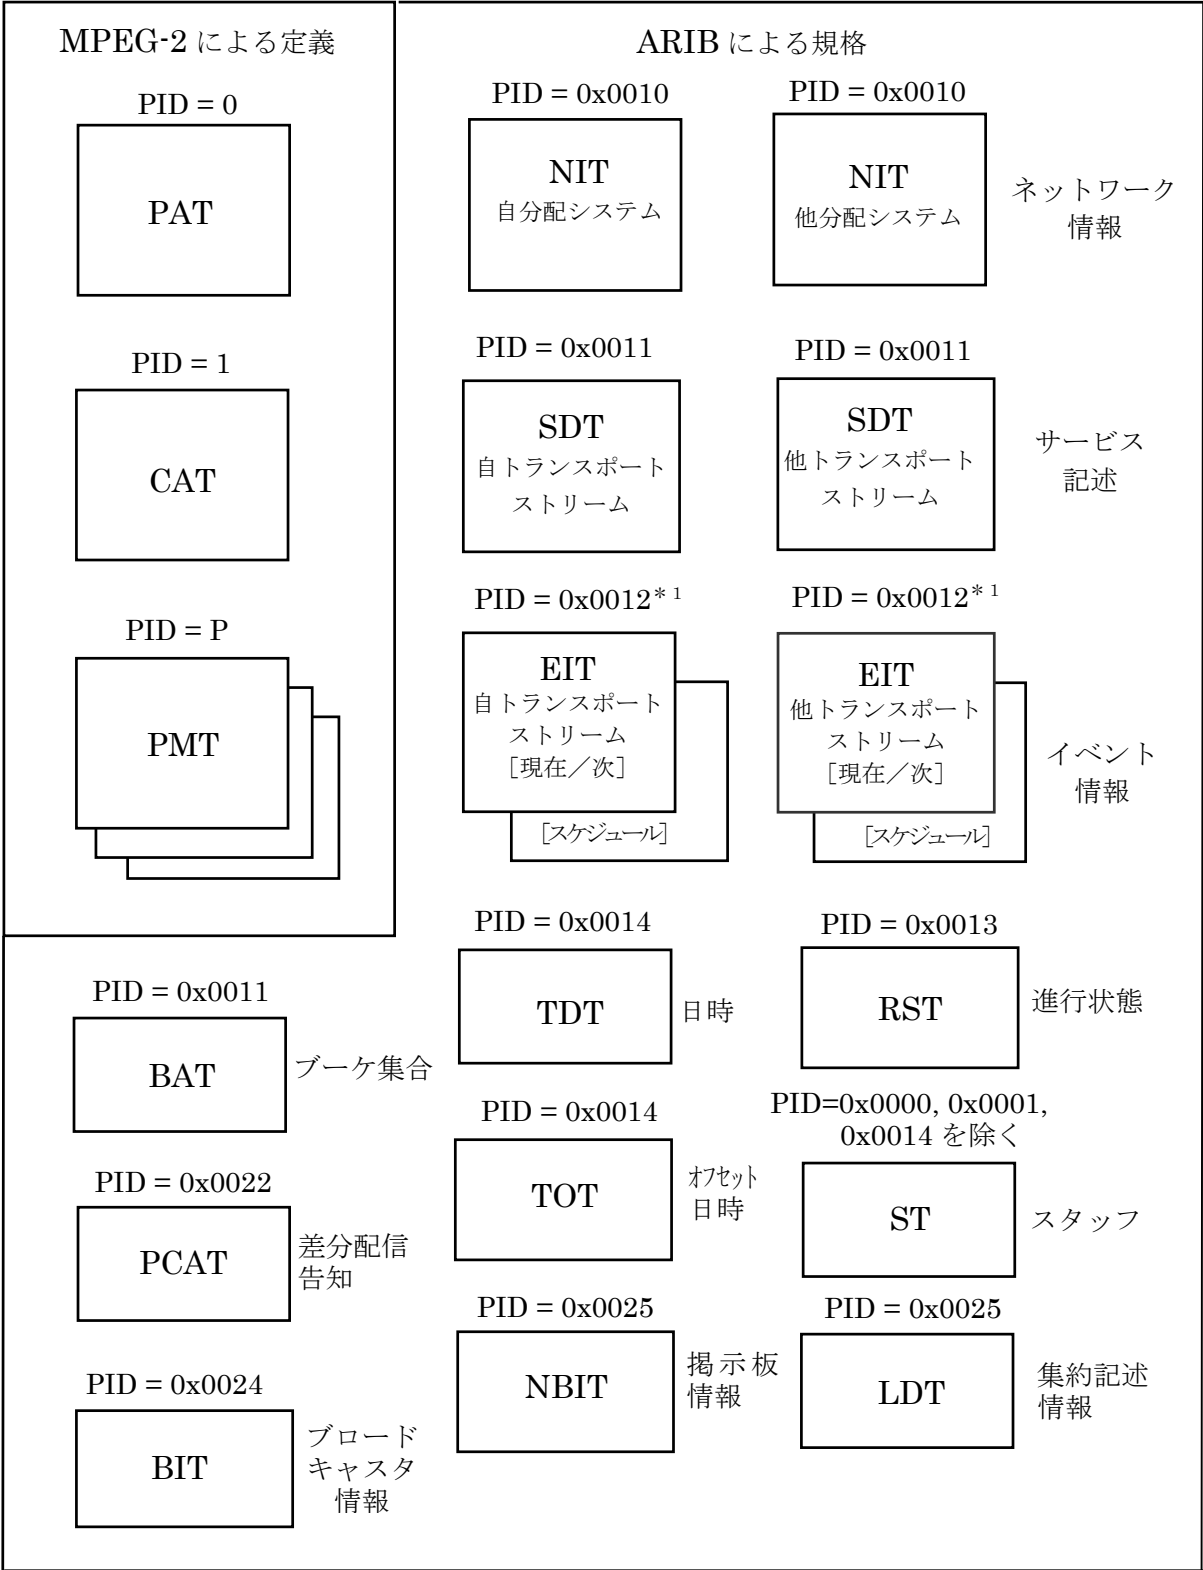 MPEG-2 による定義
PID = 0
PAT
PID = 1
CAT
PID = P
PMT
ARIB による規格
PID = 0x0010
NIT
自分配システム
PID = 0x0010
NIT
他分配システム
ネットワーク
情報
PID = 0x0011
SDT
自トランスポート
ストリーム
PID = 0x0011
SDT
他トランスポート
ストリーム
サービス
記述
PID = 0x0012*1
EIT
自トランスポート
ストリーム
[現在／次]
[スケジュール]
PID = 0x0012*1
EIT
他トランスポート
ストリーム
[現在／次]
[スケジュール]
イベント
情報
PID = 0x0011
BAT
ブーケ集合
PID = 0x0014
TDT
日時
PID = 0x0013
RST
進行状態
PID = 0x0022
PCAT
差分配信
告知
PID = 0x0014
TOT
オフセット
日時
PID=0x0000, 0x0001,
0x0014 を除く
ST
スタッフ
PID = 0x0024
BIT
ブロード
キャスタ
情報
PID = 0x0025
NBIT
掲示板
情報
PID = 0x0025
LDT
集約記述
情報